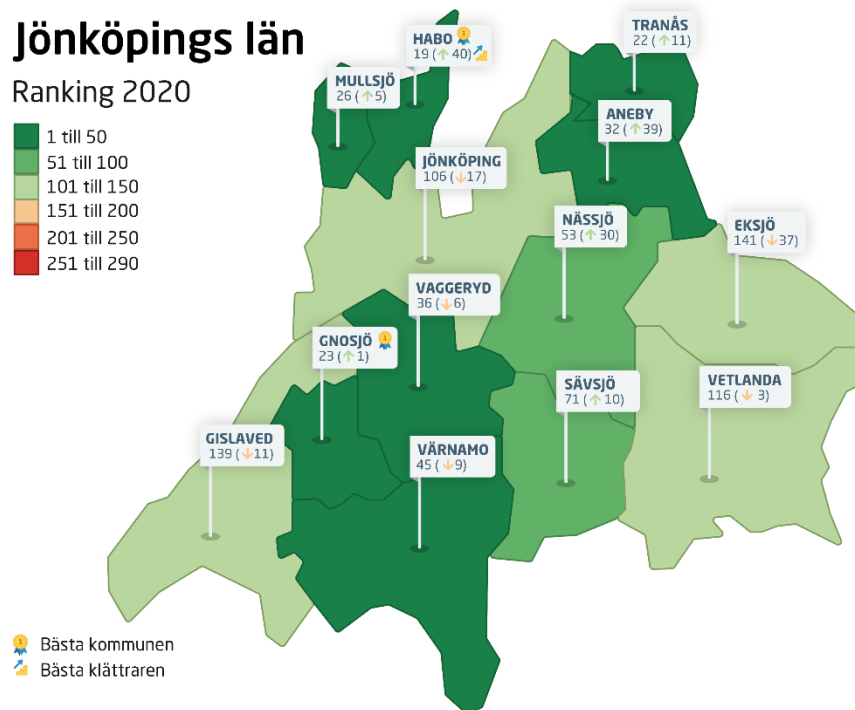 Jönköpings län
Ranking 2020
1 till 50
51 till 100
101 till 150
151 till 200
201 till 250
251 till 290
HABO
19 (↑ 40)
TRANÅS
22 (↑ 11)
MULLSJÖ
26 (↑ 5)
ANEBY
32 (↑ 39)
JÖNKÖPING
106 (↓ 17)
NÄSSJÖ
53 (↑ 30)
EKSJÖ
141 (↓ 37)
VAGGERYD
36 (↓ 6)
GNOSJÖ
23 (↑ 1)
SÄVSJÖ
71 (↑ 10)
VETLANDA
116 (↓ 3)
GISLAVED
139 (↓ 11)
VÄRNAMO
45 (↓ 9)
Bästa kommunen
Bästa klättraren